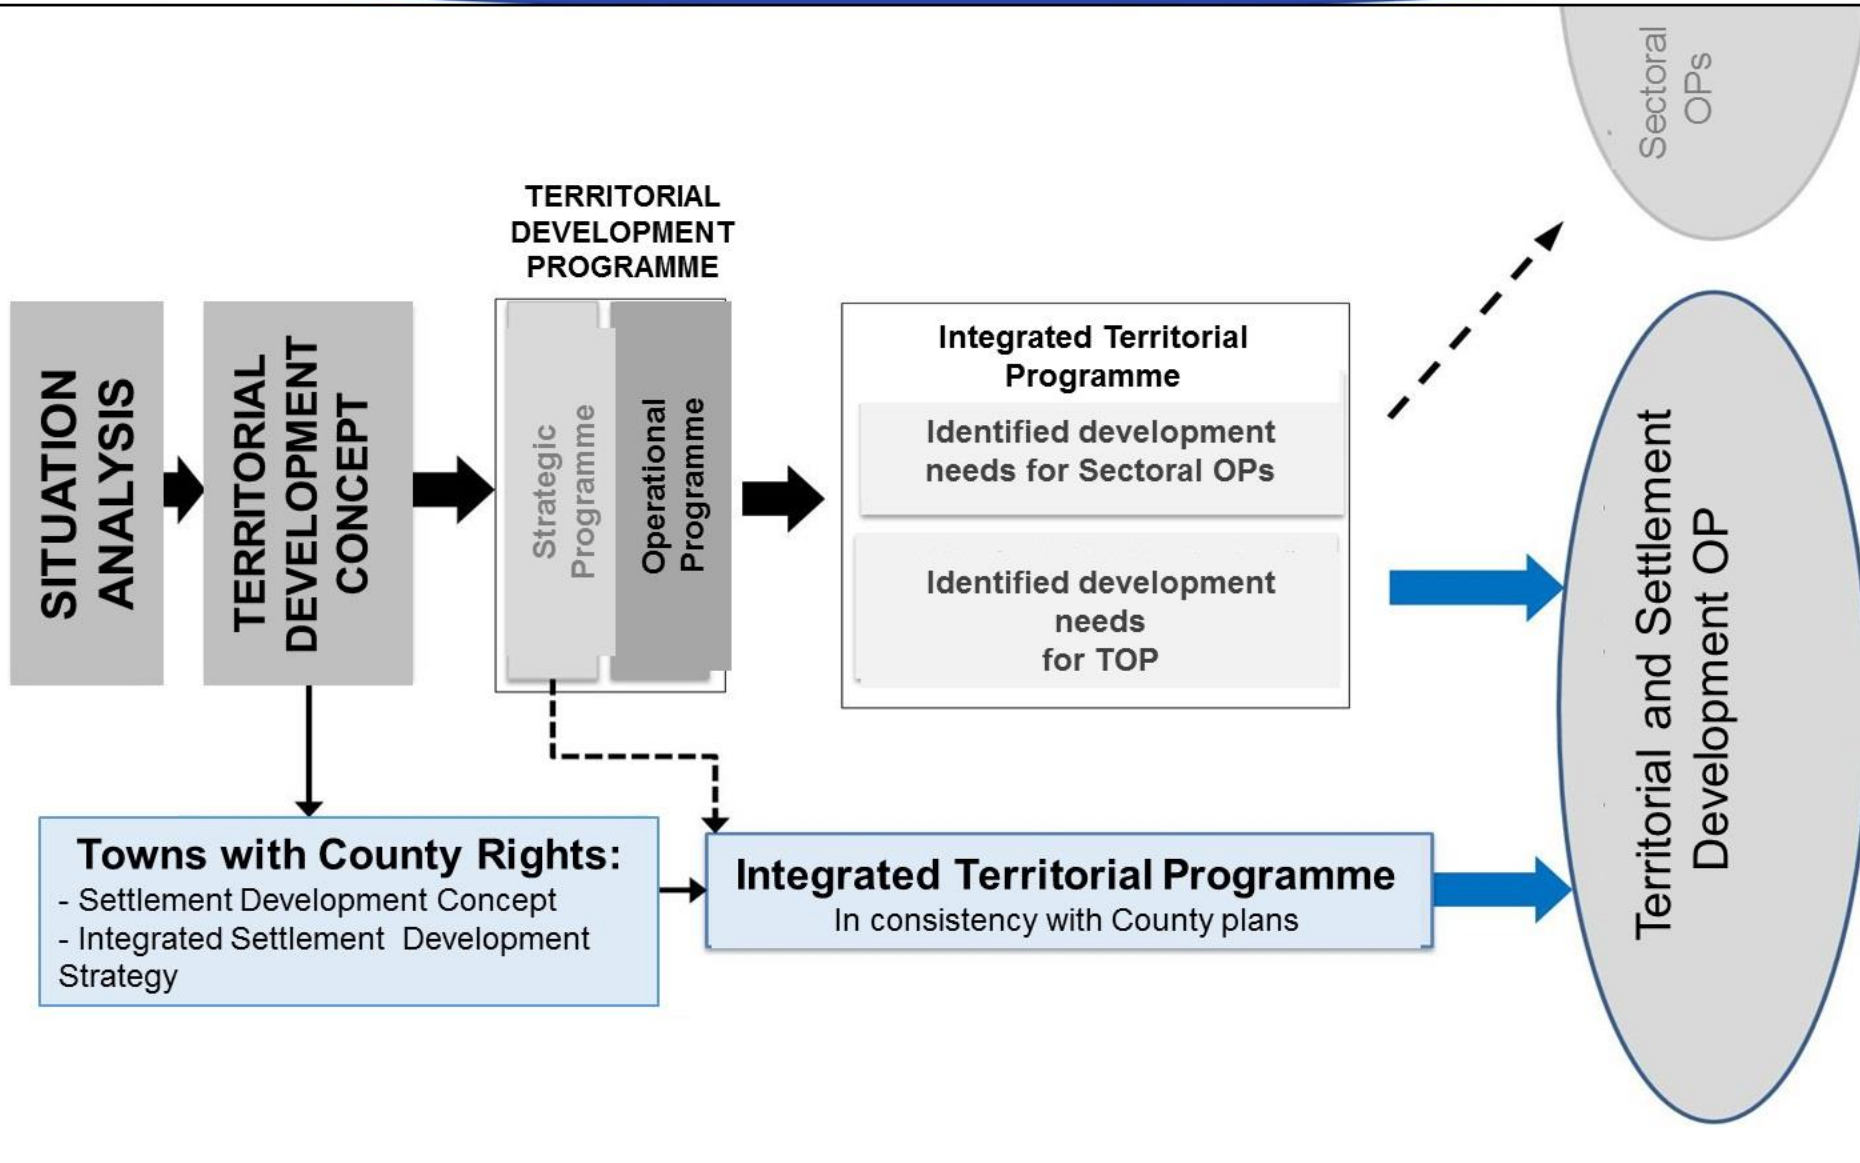 Sectoral
OPs
TERRITORIAL
DEVELOPMENT
PROGRAMME
SITUATION
ANALYSIS
TERRITORIAL
DEVELOPMENT
CONCEPT
Strategic
Programme
Operational
Programme
Integrated Territorial
Programme
Identified development
needs for Sectoral OPs
Identified development
needs
for TOP
Territorial and Settlement
Development OP
Towns with County Rights:
- Settlement Development Concept
- Integrated Settlement Development
Strategy
Integrated Territorial Programme
In consistency with County plans